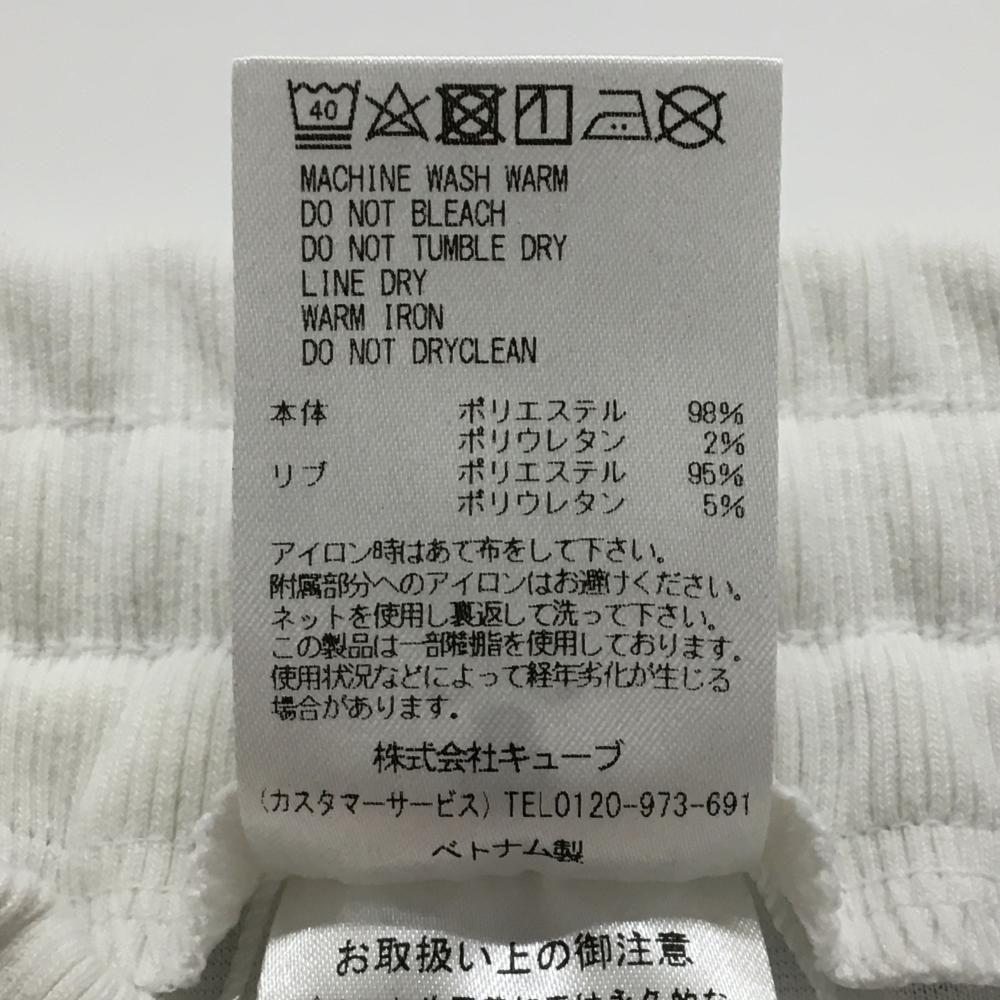 40
MACHINE WASH WARM
DO NOT BLEACH
DO NOT TUMBLE DRY
LINE DRY
WARM IRON
DO NOT DRYCLEAN
本体 ポリエステル 98%
ポリウレタン 2%
リブ ポリエステル 95%
ポリウレタン 5%
アイロン時はあて布をして下さい。
附属部分へのアイロンはお避けください。
ネットを使用し裏返して洗って下さい。
この製品は一部樹脂を使用しております。
使用状況などによって経年劣化が生じる
場合があります。
株式会社キューブ
(カスタマーサービス) TEL0120-973-691
ベトナム製
お取扱い上の御注意